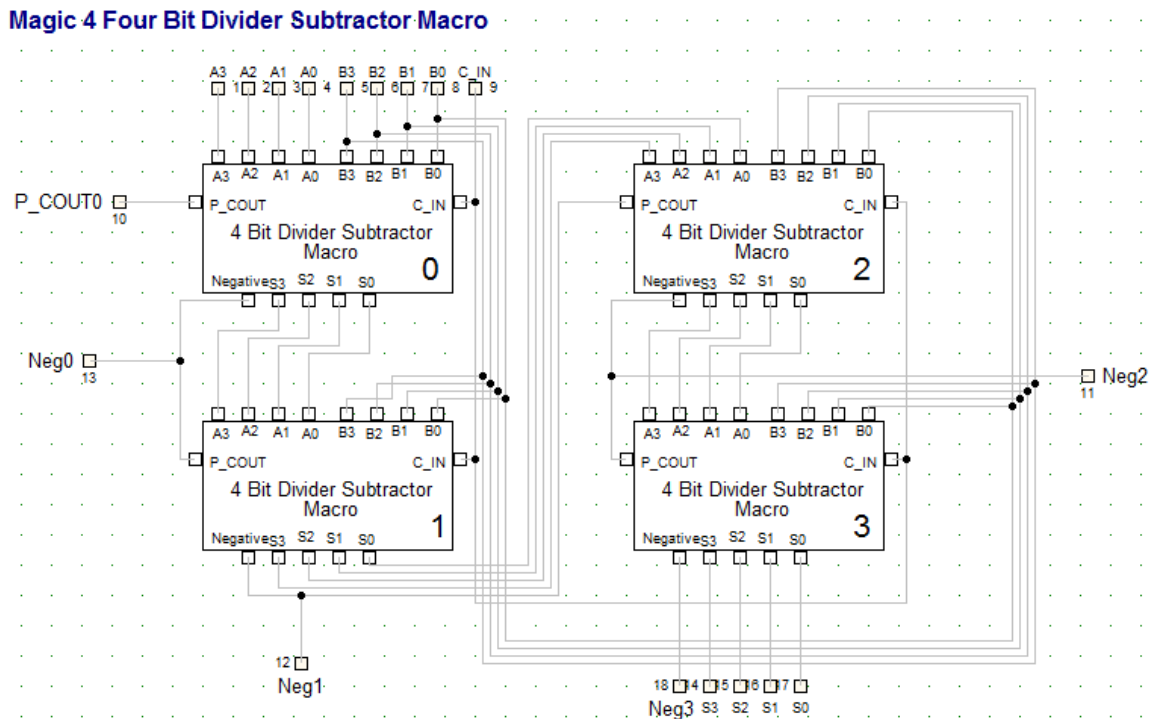 Magic 4 Four Bit Divider Subtractor Macro
A3 A2 A1 A0 B3 B2 B1 B0 C_IN
1 2 3 4 5 6 7 8 9
A3 A2 A1 A0 B3 B2 B1 B0
A3 A2 A1 A0 B3 B2 B1 B0
P_COUT0
10
P_COUT C_IN
P_COUT C_IN
4 Bit Divider Subtractor
Macro
0
4 Bit Divider Subtractor
Macro
2
Negative S3 S2 S1 S0
Negative S3 S2 S1 S0
Neg0
13
Neg2
11
A3 A2 A1 A0 B3 B2 B1 B0
A3 A2 A1 A0 B3 B2 B1 B0
P_COUT C_IN
P_COUT C_IN
4 Bit Divider Subtractor
Macro
1
4 Bit Divider Subtractor
Macro
3
Negative S3 S2 S1 S0
Negative S3 S2 S1 S0
12
Neg1
18 14 15 16 17
Neg3 S3 S2 S1 S0